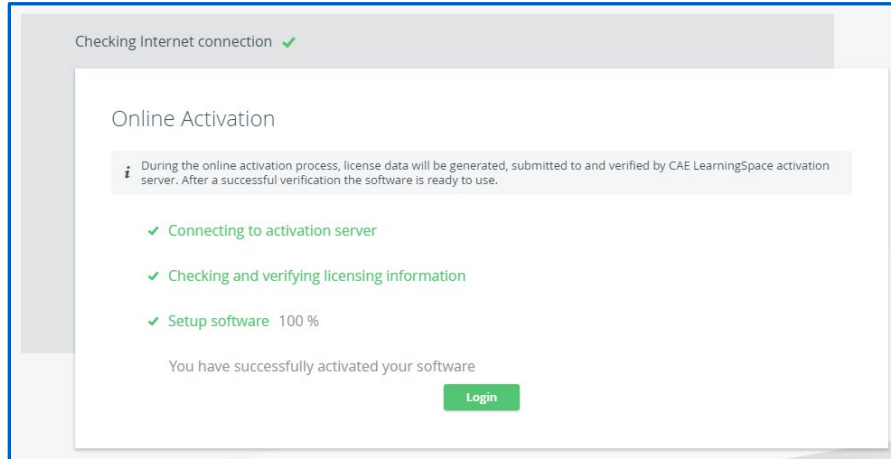 Checking Internet connection
Online Activation
i During the online activation process, license data will be generated, submitted to and verified by CAE LearningSpace activation
server. After a successful verification the software is ready to use.
Connecting to activation server
Checking and verifying licensing information
Setup software 100 %
You have successfully activated your software
Login